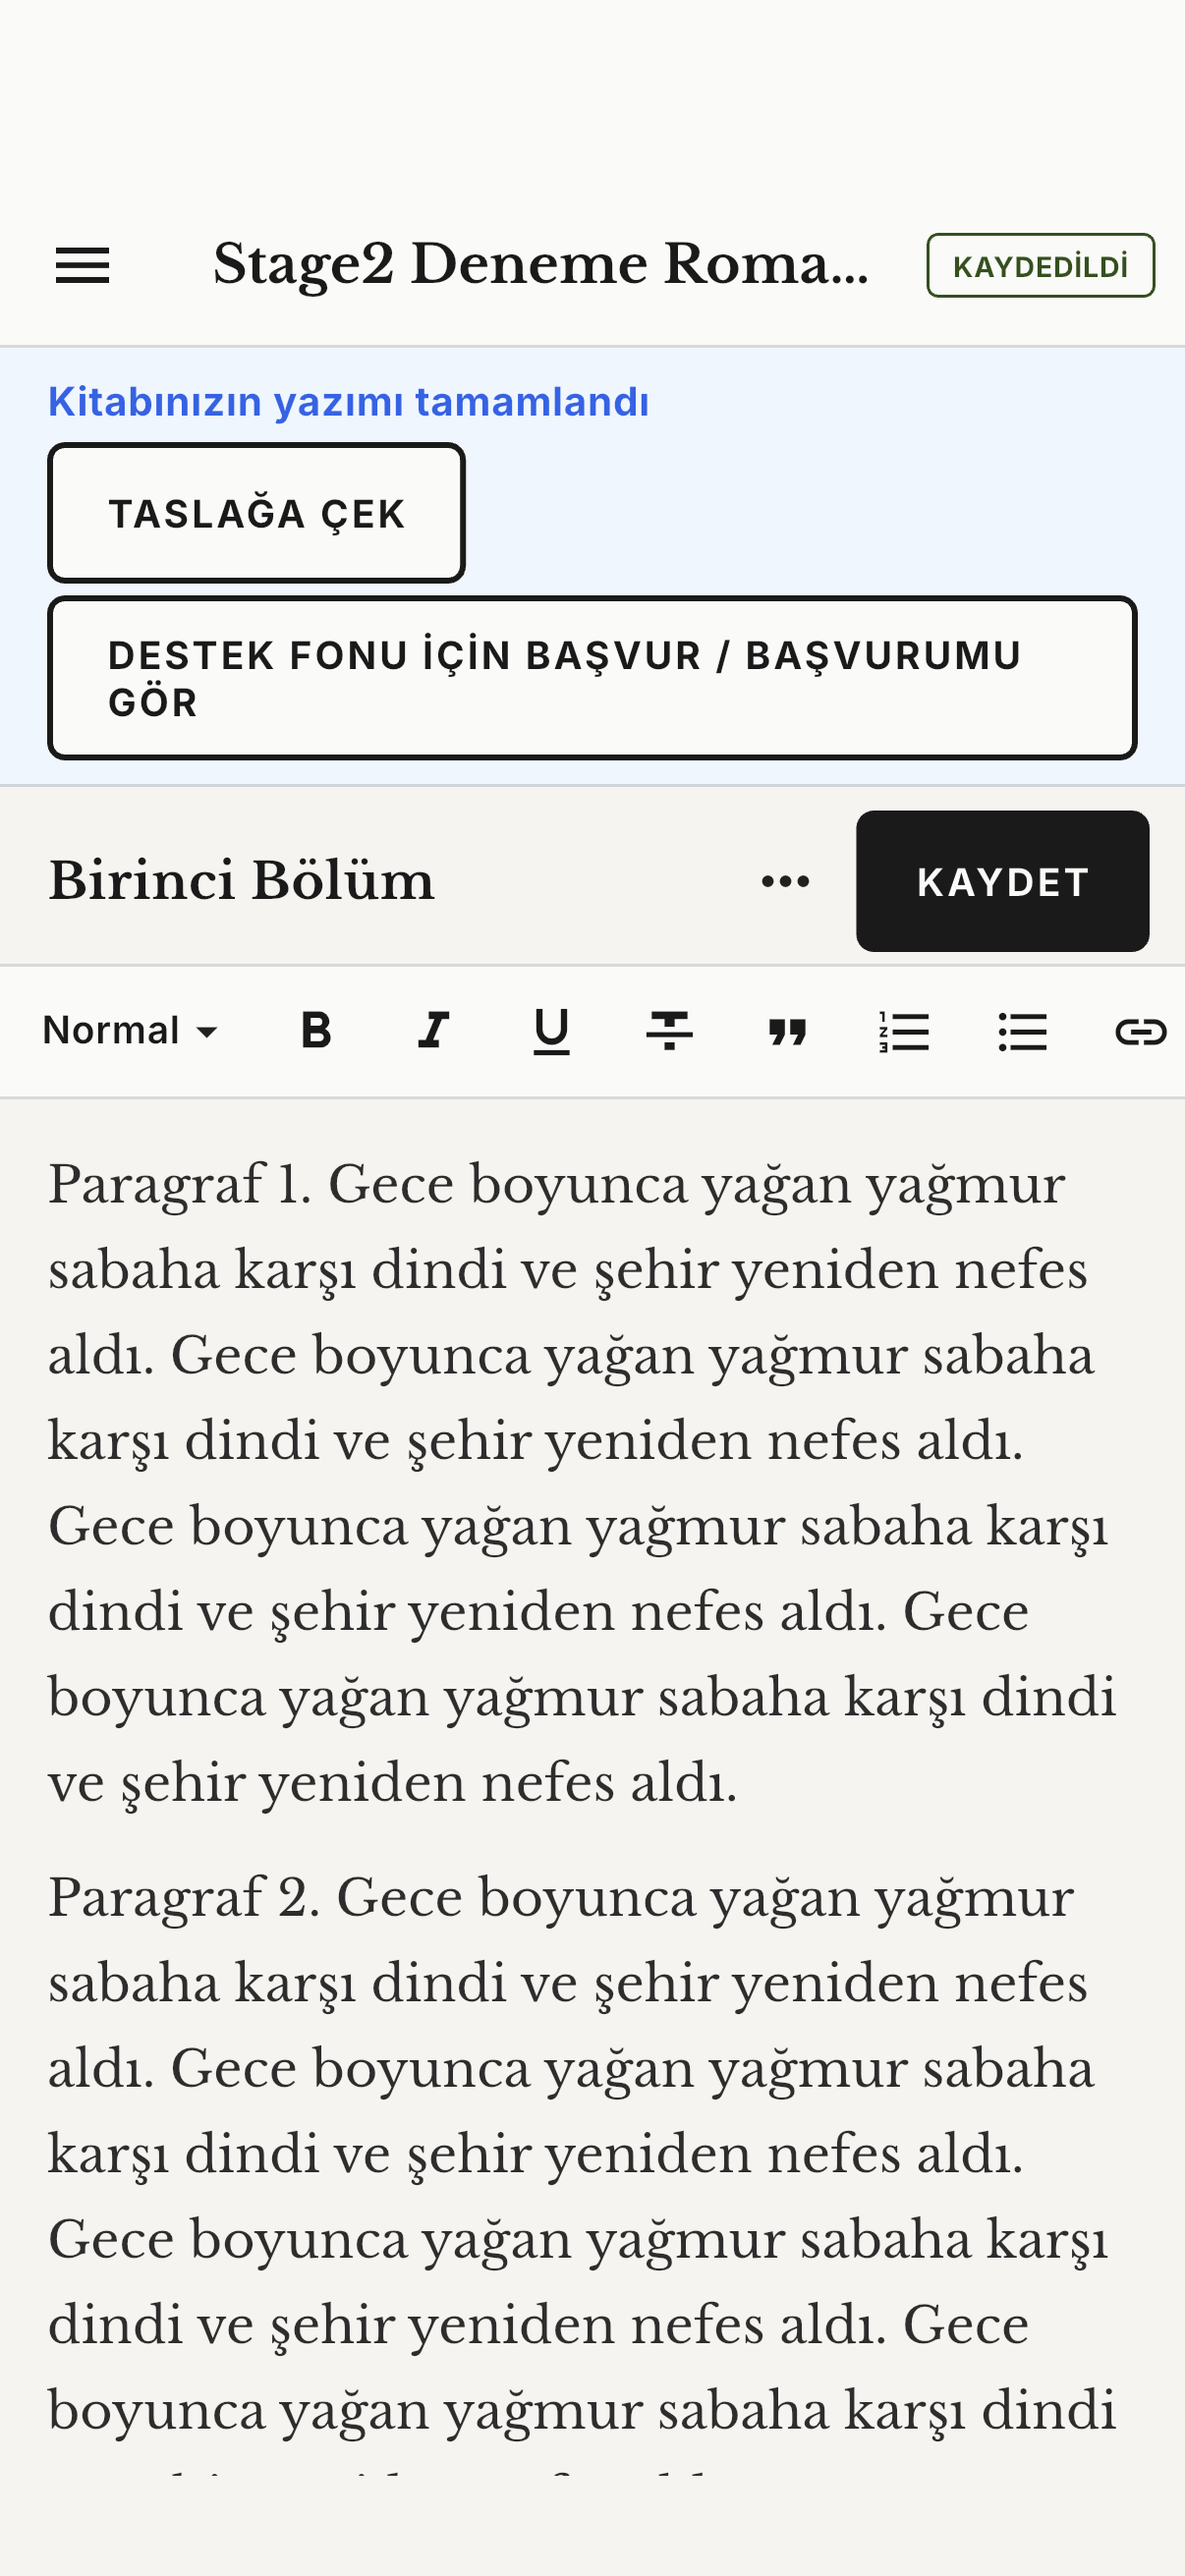 Stage2 Deneme Roma...
KAYDEDİLDİ
Kitabınızın yazımı tamamlandı
TASLAĞA ÇEK
DESTEK FONU İÇİN BAŞVUR / BAŞVURUMU
GÖR
Birinci Bölüm
KAYDET
Normal
Paragraf 1. Gece boyunca yağan yağmur
sabaha karşı dindi ve şehir yeniden nefes
aldı. Gece boyunca yağan yağmur sabaha
karşı dindi ve şehir yeniden nefes aldı.
Gece boyunca yağan yağmur sabaha karşı
dindi ve şehir yeniden nefes aldı. Gece
boyunca yağan yağmur sabaha karşı dindi
ve şehir yeniden nefes aldı.
Paragraf 2. Gece boyunca yağan yağmur
sabaha karşı dindi ve şehir yeniden nefes
aldı. Gece boyunca yağan yağmur sabaha
karşı dindi ve şehir yeniden nefes aldı.
Gece boyunca yağan yağmur sabaha karşı
dindi ve şehir yeniden nefes aldı. Gece
boyunca yağan yağmur sabaha karşı dindi